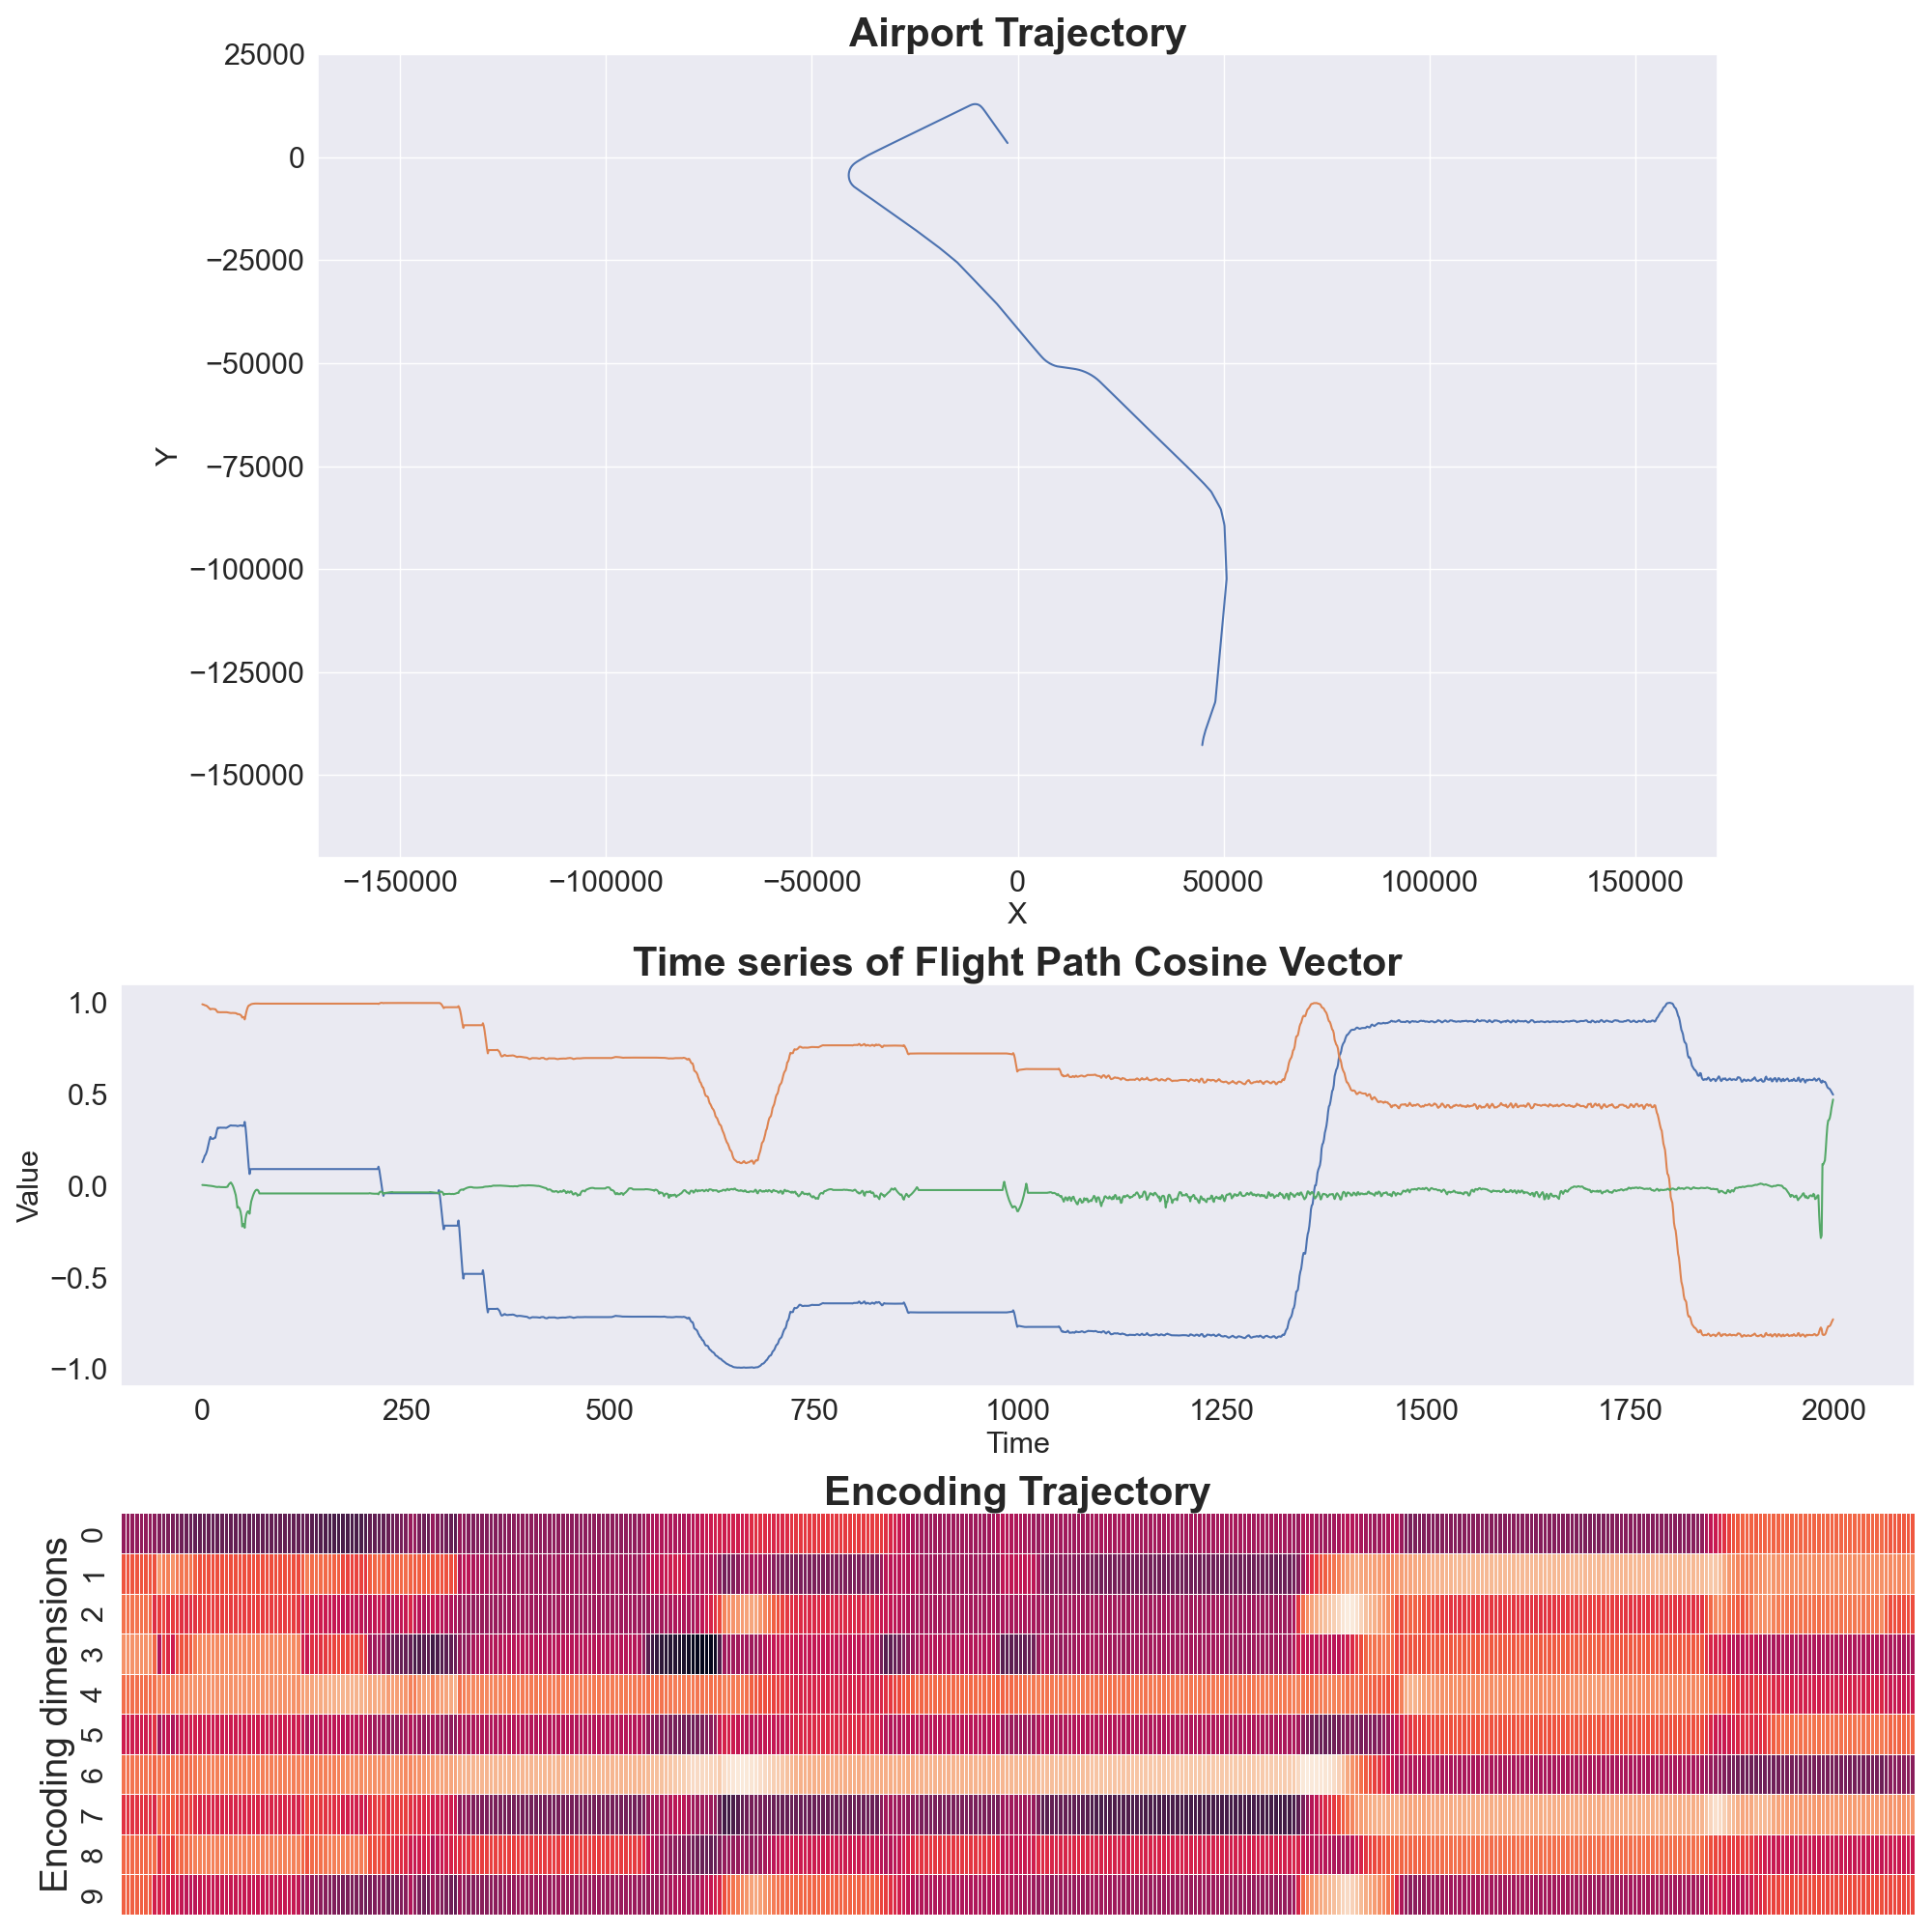 Airport Trajectory
25000
0
−25000
−50000
−75000
−100000
−125000
−150000
Y
−150000 −100000 −50000 0 50000 100000 150000
X
Time series of Flight Path Cosine Vector
1.0
0.5
0.0
−0.5
−1.0
Value
0 250 500 750 1000 1250 1500 1750 2000
Time
Encoding Trajectory
Encoding dimensions
0
1
2
3
4
5
6
7
8
9